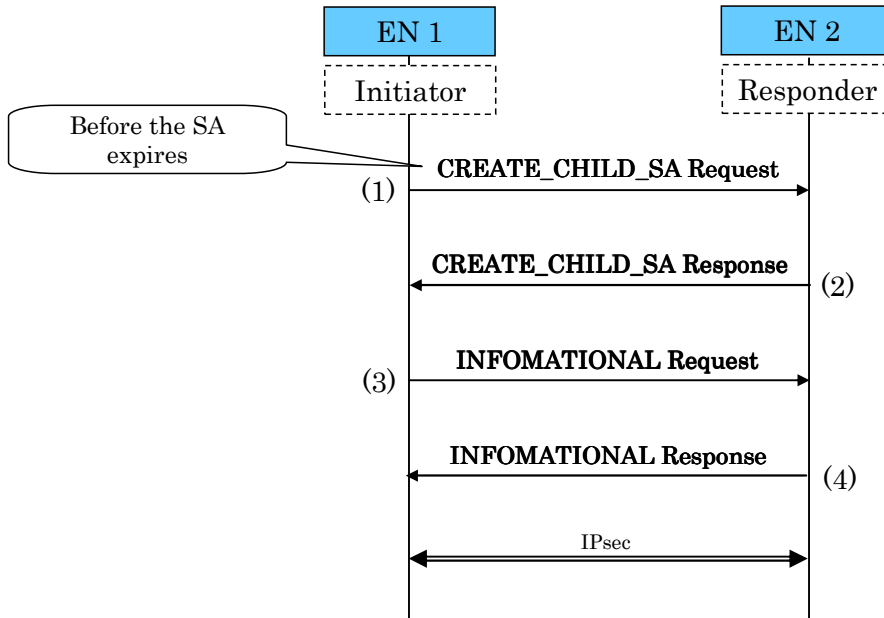 EN 1
EN 2
Initiator
Responder
Before the SA
expires
CREATE_CHILD_SA Request
(1)
CREATE_CHILD_SA Response
(2)
INFOMATIONAL Request
(3)
INFOMATIONAL Response
(4)
IPsec